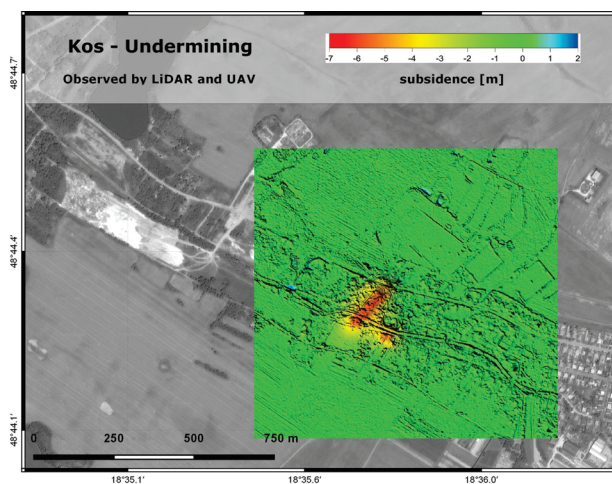 Kos - Undermining
Observed by LiDAR and UAV
-7 -6 -5 -4 -3 -2 -1 0 1 2
subsidence [m]
48°44.7'
48°44.4'
48°44.1'
0 250 500 750 m
18°35.1' 18°35.6' 18°36.0'